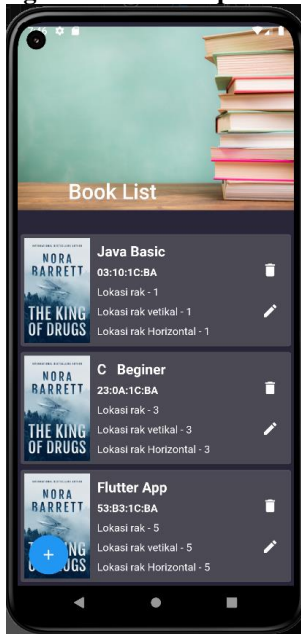 Book List
Java Basic
03:10:1C:BA
Lokasi rak - 1
Lokasi rak vetikal - 1
Lokasi rak Horizontal - 1
NORA
BARRETT
THE KING
OF DRUGS
C Beginer
23:0A:1C:BA
Lokasi rak - 3
Lokasi rak vetikal - 3
Lokasi rak Horizontal - 3
NORA
BARRETT
THE KING
OF DRUGS
Flutter App
53:B3:1C:BA
Lokasi rak - 5
Lokasi rak vetikal - 5
Lokasi rak Horizontal - 5
NORA
BARRETT